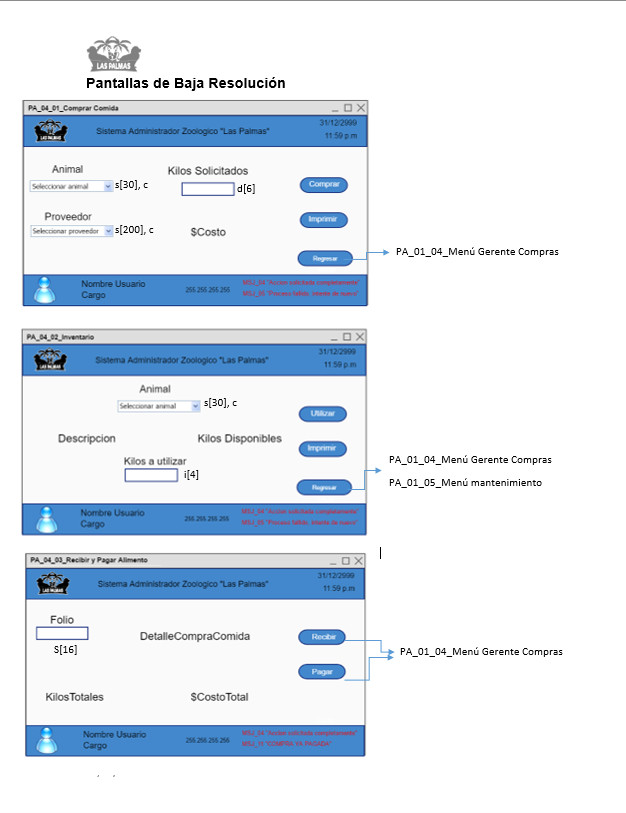 LAS PALMAS
Pantallas de Baja Resolución
PA_04_01_Comprar Comida
LAS PALMAS
Sistema Administrador Zoologico "Las Palmas"
31/12/2999
11:59 p.m
Animal
Kilos Solicitados
Seleccionar animal
s[30], c
d[6]
Comprar
Proveedor
Imprimir
Seleccionar proveedor
s[200], c
$Costo
Regresar
PA_01_04_Menú Gerente Compras
Nombre Usuario
Cargo
255.255.255.255
MSJ_04 "Accion solicitada completamente"
MSJ_05 "Proceso fallido, intente de nuevo"
PA_04_02_Inventario
LAS PALMAS
Sistema Administrador Zoologico "Las Palmas"
31/12/2999
11:59 p.m
Animal
Seleccionar animal
s[30], c
Utilizar
Descripcion
Kilos Disponibles
Imprimir
Kilos a utilizar
i[4]
Regresar
PA_01_04_Menú Gerente Compras
PA_01_05_Menú mantenimiento
Nombre Usuario
Cargo
255.255.255.255
MSJ_04 "Accion solicitada completamente"
MSJ_05 "Proceso fallido, intente de nuevo"
PA_04_03_Recibir y Pagar Alimento
LAS PALMAS
Sistema Administrador Zoologico "Las Palmas"
31/12/2999
11:59 p.m
Folio
S[16]
DetalleCompraComida
Recibir
Pagar
PA_01_04_Menú Gerente Compras
KilosTotales
$CostoTotal
Nombre Usuario
Cargo
255.255.255.255
MSJ_04 "Accion solicitada completamente"
"COMPRA YA PAGADA"